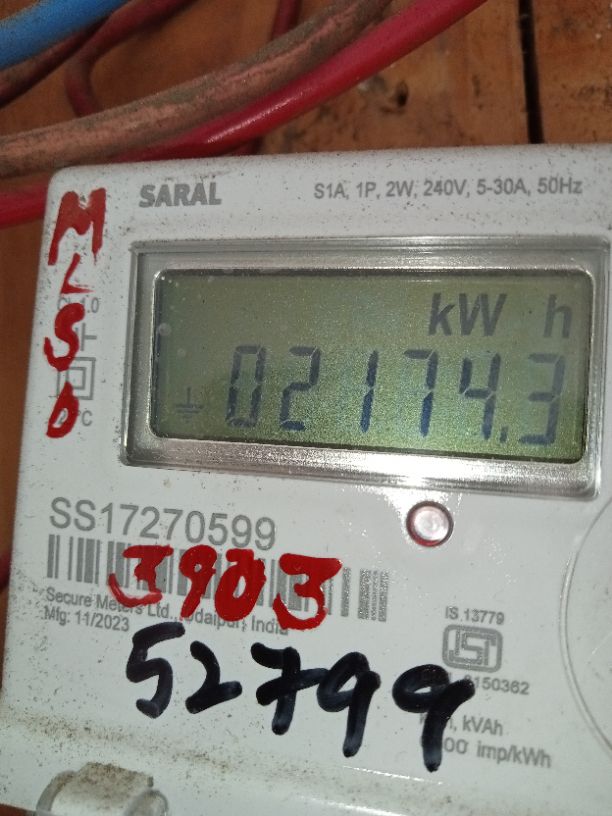 SARAL
S1A, 1P, 2W, 240V, 5-30A, 50Hz
kW h
02174.3
SS17270599
3903
Secure Meters Ltd., Udaipur, India
Mfg: 11/2023
52799
IS 13779
ISI
kVAh
imp/kWh